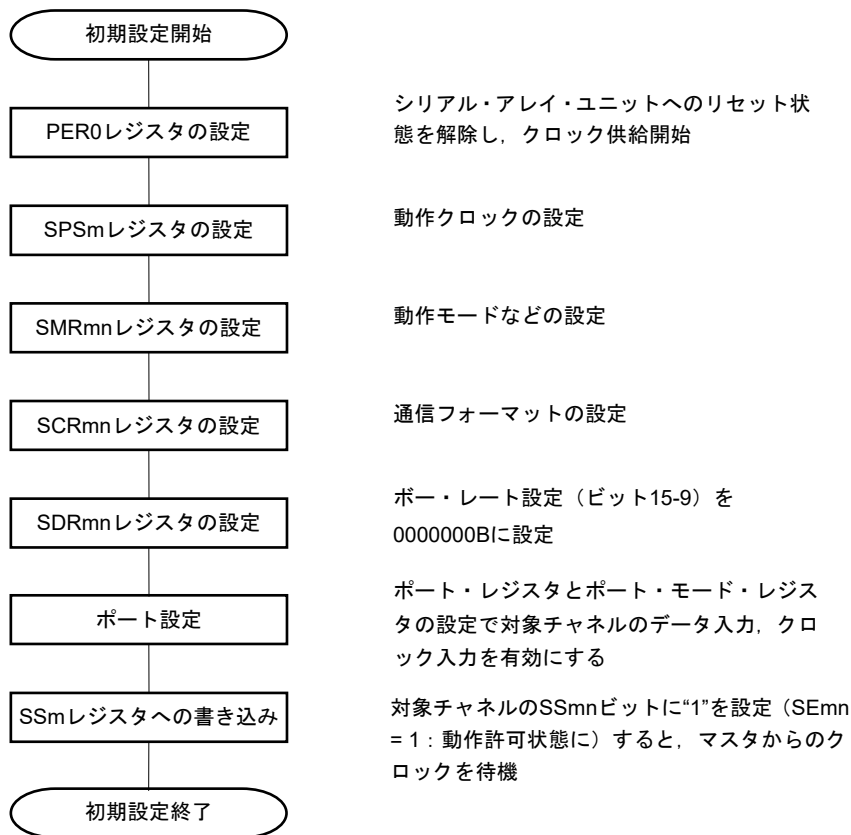 初期設定開始
PER0レジスタの設定
シリアル・アレイ・ユニットへのリセット状
態を解除し，クロック供給開始
SPSmレジスタの設定
動作クロックの設定
SMRmnレジスタの設定
動作モードなどの設定
SCRmnレジスタの設定
通信フォーマットの設定
SDRmnレジスタの設定
ボー・レート設定（ビット15-9）を
0000000Bに設定
ポート設定
ポート・レジスタとポート・モード・レジス
タの設定で対象チャネルのデータ入力，クロ
ック入力を有効にする
SSmレジスタへの書き込み
対象チャネルのSSmnビットに“1”を設定（SEmn
= 1：動作許可状態に）すると，マスタからのク
ロックを待機
初期設定終了